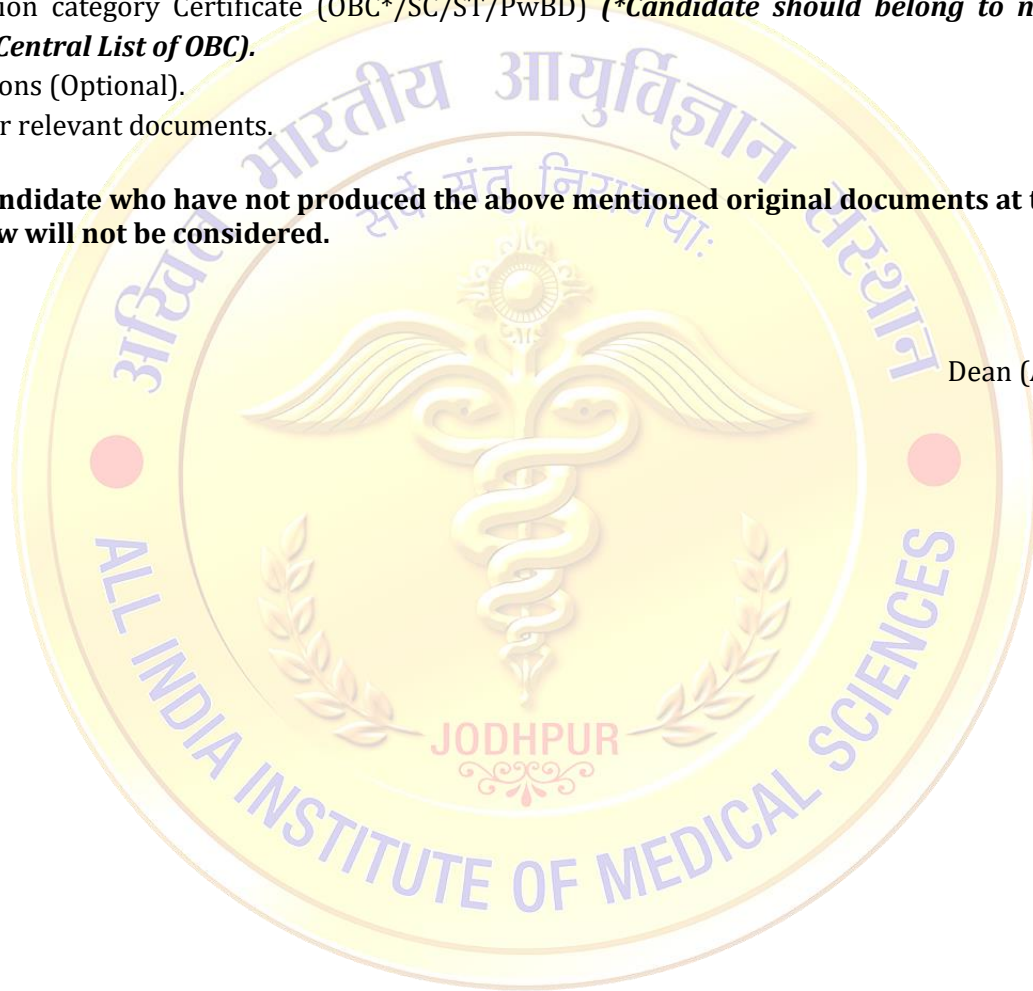 ion category Certificate (OBC*/SC/ST/PwBD) (*Candidate should belong to n
Central List of OBC).
ons (Optional).
r relevant documents.
ndidate who have not produced the above mentioned original documents at t
w will not be considered.
Dean (A
अखिल भारतीय आयुर्विज्ञान संस्थान
सर्वे संतु निरामयाः
JODHPUR
ALL INDIA INSTITUTE OF MEDICAL SCIENCES